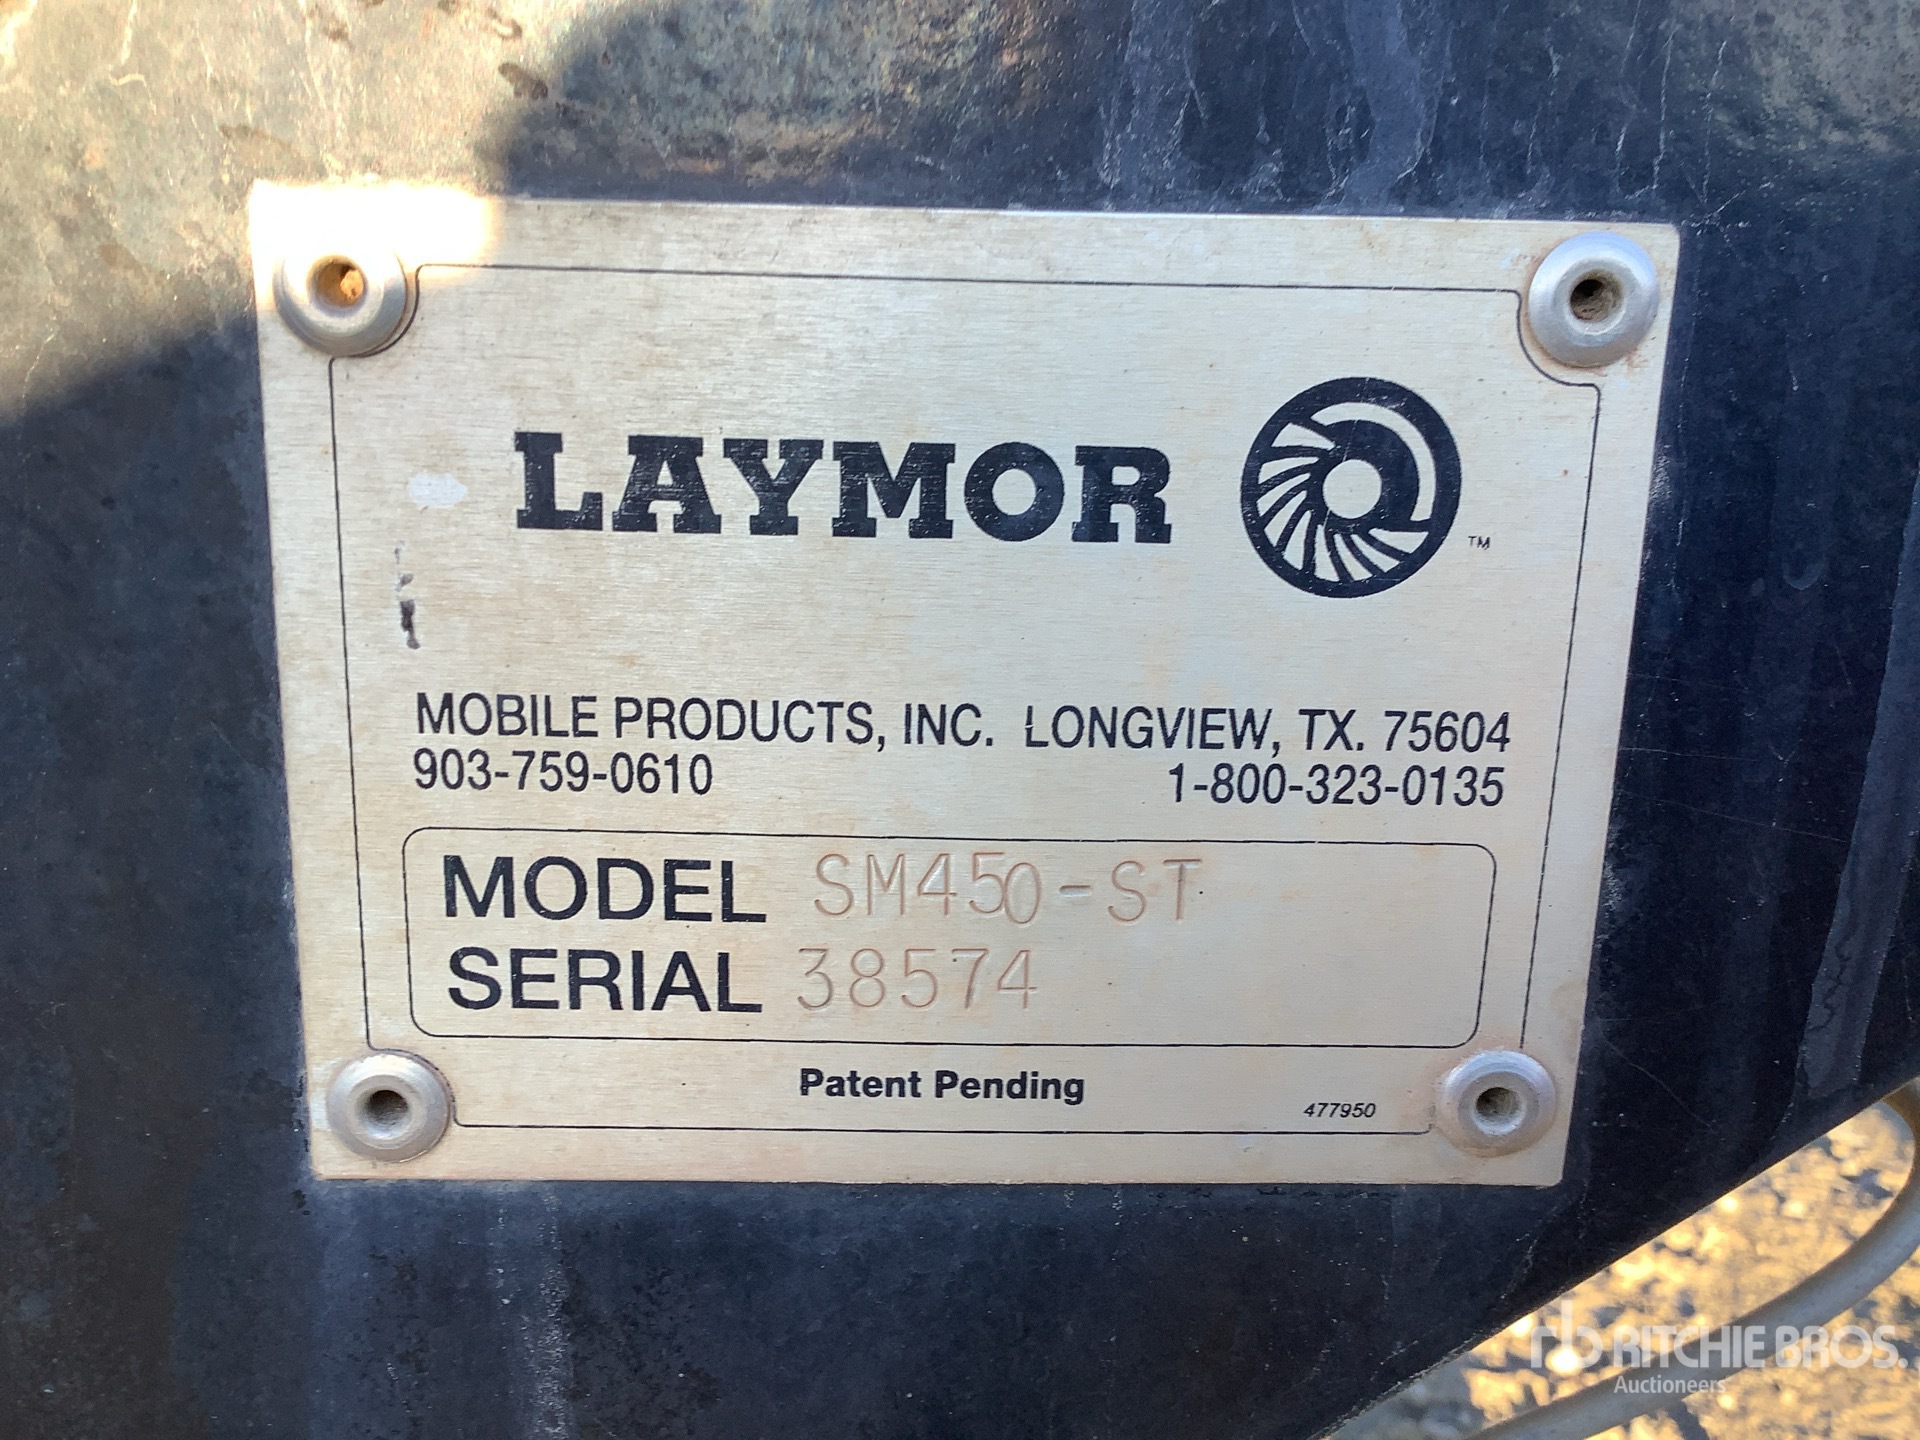 LAYMOR
TM
MOBILE PRODUCTS, INC. LONGVIEW, TX. 75604
903-759-0610 1-800-323-0135
MODEL SM450-ST
SERIAL 38574
Patent Pending
477950
rb RITCHIE BROS.
Auctioneers